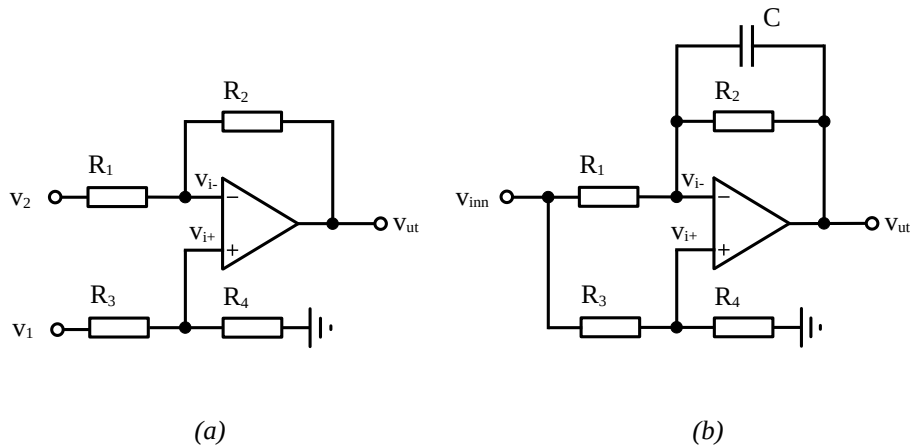 C
R2
R2
R1
R1
v2
vi-
−
vut
vinn
vi-
−
vut
vi+
+
vi+
+
R3
R4
R3
R4
v1
(a)
(b)